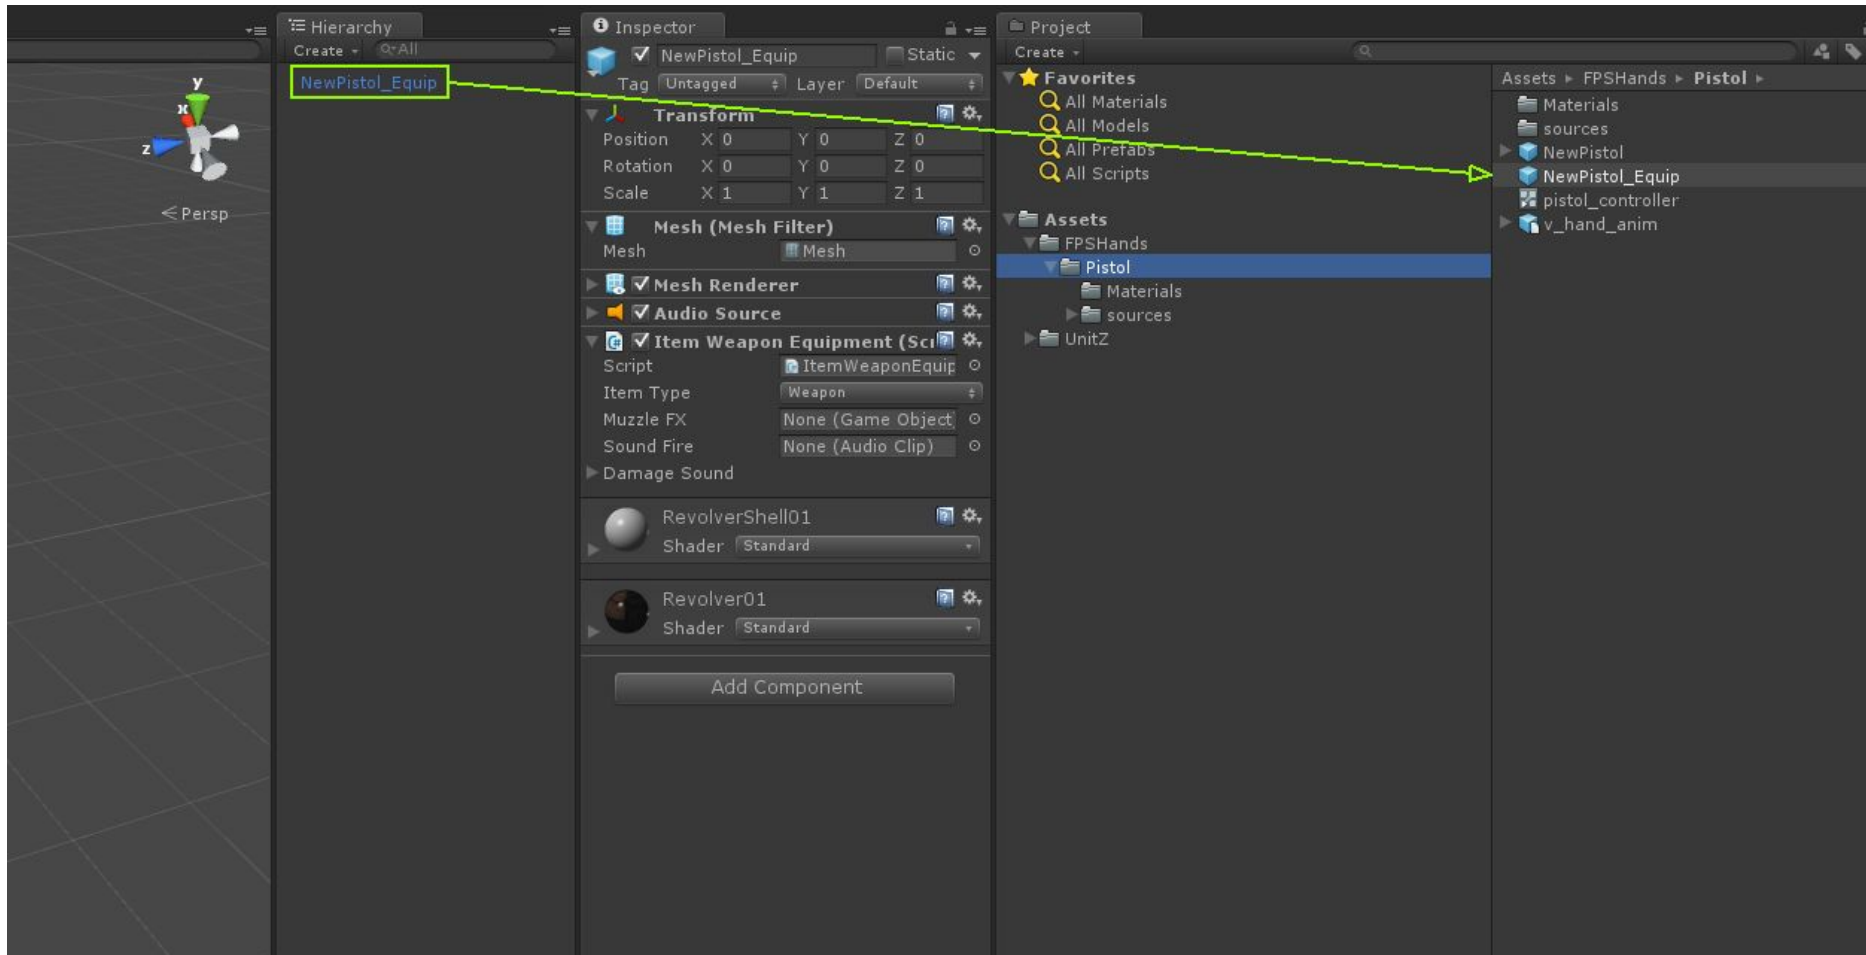 y
x
z
Persp
Hierarchy
Create
All
NewPistol_Equip
Inspector
NewPistol_Equip
Static
Tag Untagged Layer Default
Transform
Position X 0 Y 0 Z 0
Rotation X 0 Y 0 Z 0
Scale X 1 Y 1 Z 1
Mesh (Mesh Filter)
Mesh Mesh
Mesh Renderer
Audio Source
Item Weapon Equipment (Scr
Script ItemWeaponEquip
Item Type Weapon
Muzzle FX None (Game Object
Sound Fire None (Audio Clip)
Damage Sound
RevolverShell01
Shader Standard
Revolver01
Shader Standard
Add Component
Project
Create
Favorites
All Materials
All Models
All Prefabs
All Scripts
Assets
FPSHands
Pistol
Materials
sources
UnitZ
Assets FPSHands Pistol
Materials
sources
NewPistol
NewPistol_Equip
pistol_controller
v_hand_anim